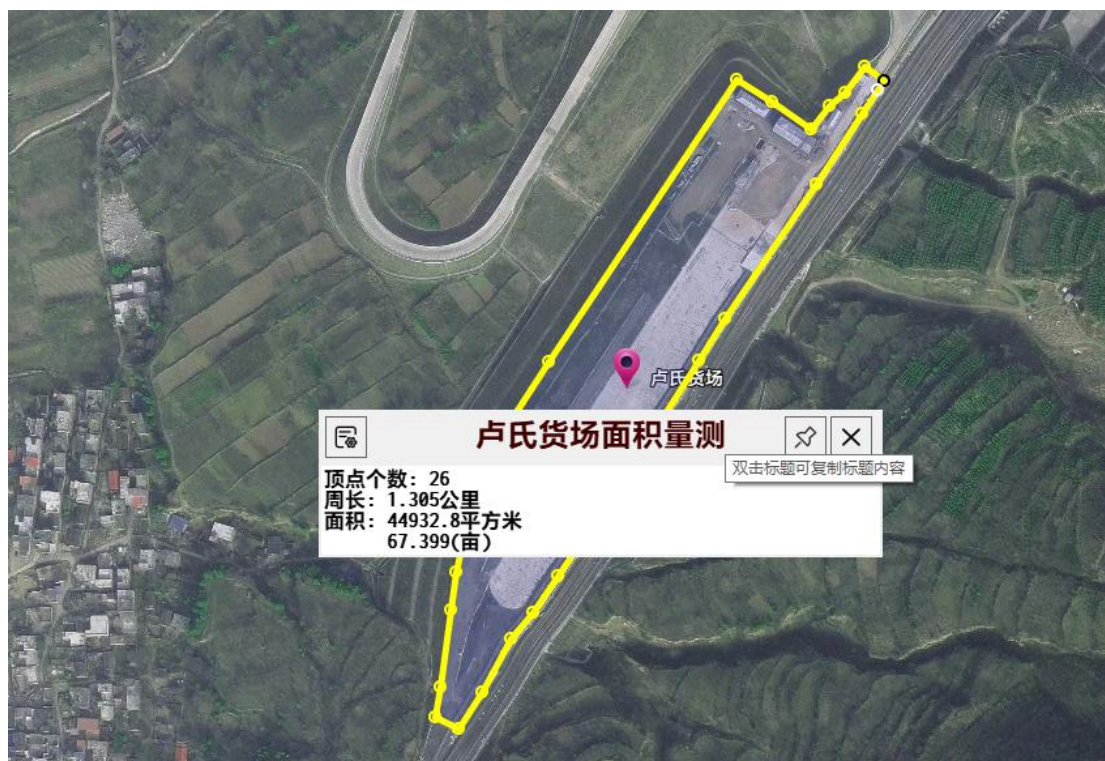 卢氏货场
卢氏货场面积量测
双击标题可复制标题内容
顶点个数: 26
周长: 1.305公里
面积: 44932.8平方米
67.399(亩)